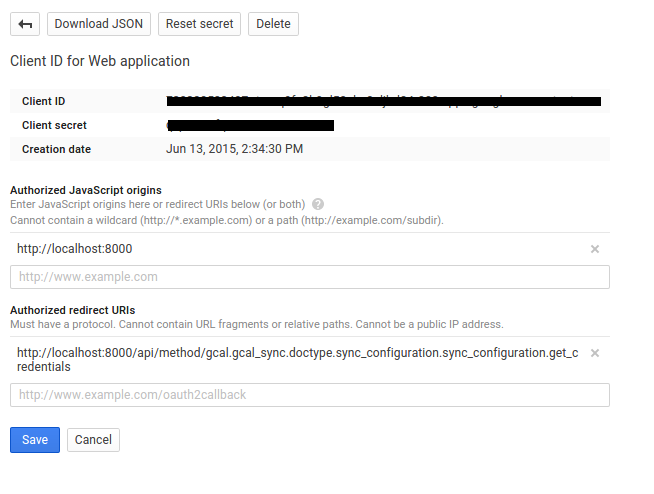 Download JSON Reset secret Delete
Client ID for Web application
Client ID
Client secret
Creation date Jun 13, 2015, 2:34:30 PM
Authorized JavaScript origins
Enter JavaScript origins here or redirect URIs below (or both) ?
Cannot contain a wildcard (http://*.example.com) or a path (http://example.com/subdir).
http://localhost:8000 ×
http://www.example.com
Authorized redirect URIs
Must have a protocol. Cannot contain URL fragments or relative paths. Cannot be a public IP address.
http://localhost:8000/api/method/gcal.gcal_sync.doctype.sync_configuration.sync_configuration.get_c ×
redentials
http://www.example.com/oauth2callback
Save Cancel